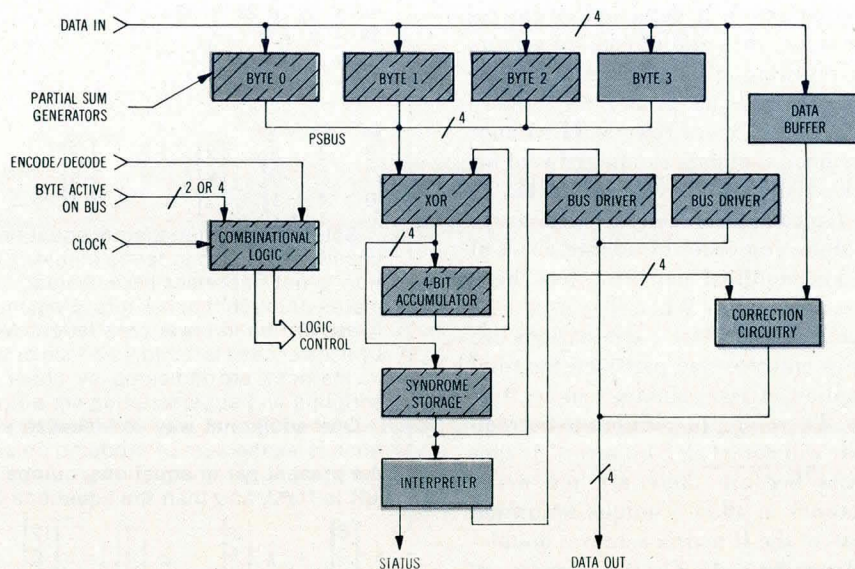 DATA IN
4
BYTE 0
BYTE 1
BYTE 2
BYTE 3
PARTIAL SUM
GENERATORS
4
PSBUS
DATA
BUFFER
ENCODE/DECODE
BYTE ACTIVE
ON BUS
2 OR 4
CLOCK
COMBINATIONAL
LOGIC
LOGIC
CONTROL
XOR
BUS DRIVER
BUS DRIVER
4
4-BIT
ACCUMULATOR
4
CORRECTION
CIRCUITRY
SYNDROME
STORAGE
INTERPRETER
4
STATUS
DATA OUT